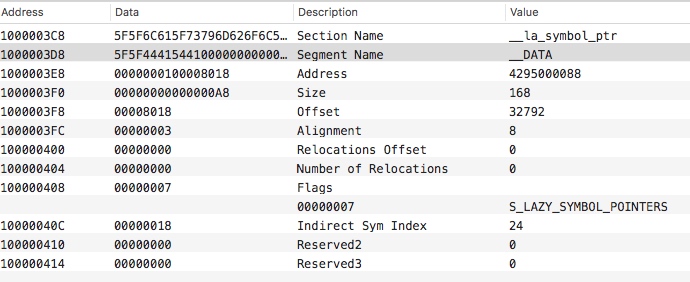 Address Data Description Value
1000003C8 5F5F6C615F73796D626F6C5… Section Name __la_symbol_ptr
1000003D8 5F5F4441544100000000000… Segment Name __DATA
1000003E8 0000000100008018 Address 4295000088
1000003F0 00000000000000A8 Size 168
1000003F8 00008018 Offset 32792
1000003FC 00000003 Alignment 8
100000400 00000000 Relocations Offset 0
100000404 00000000 Number of Relocations 0
100000408 00000007 Flags
00000007 S_LAZY_SYMBOL_POINTERS
10000040C 00000018 Indirect Sym Index 24
100000410 00000000 Reserved2 0
100000414 00000000 Reserved3 0